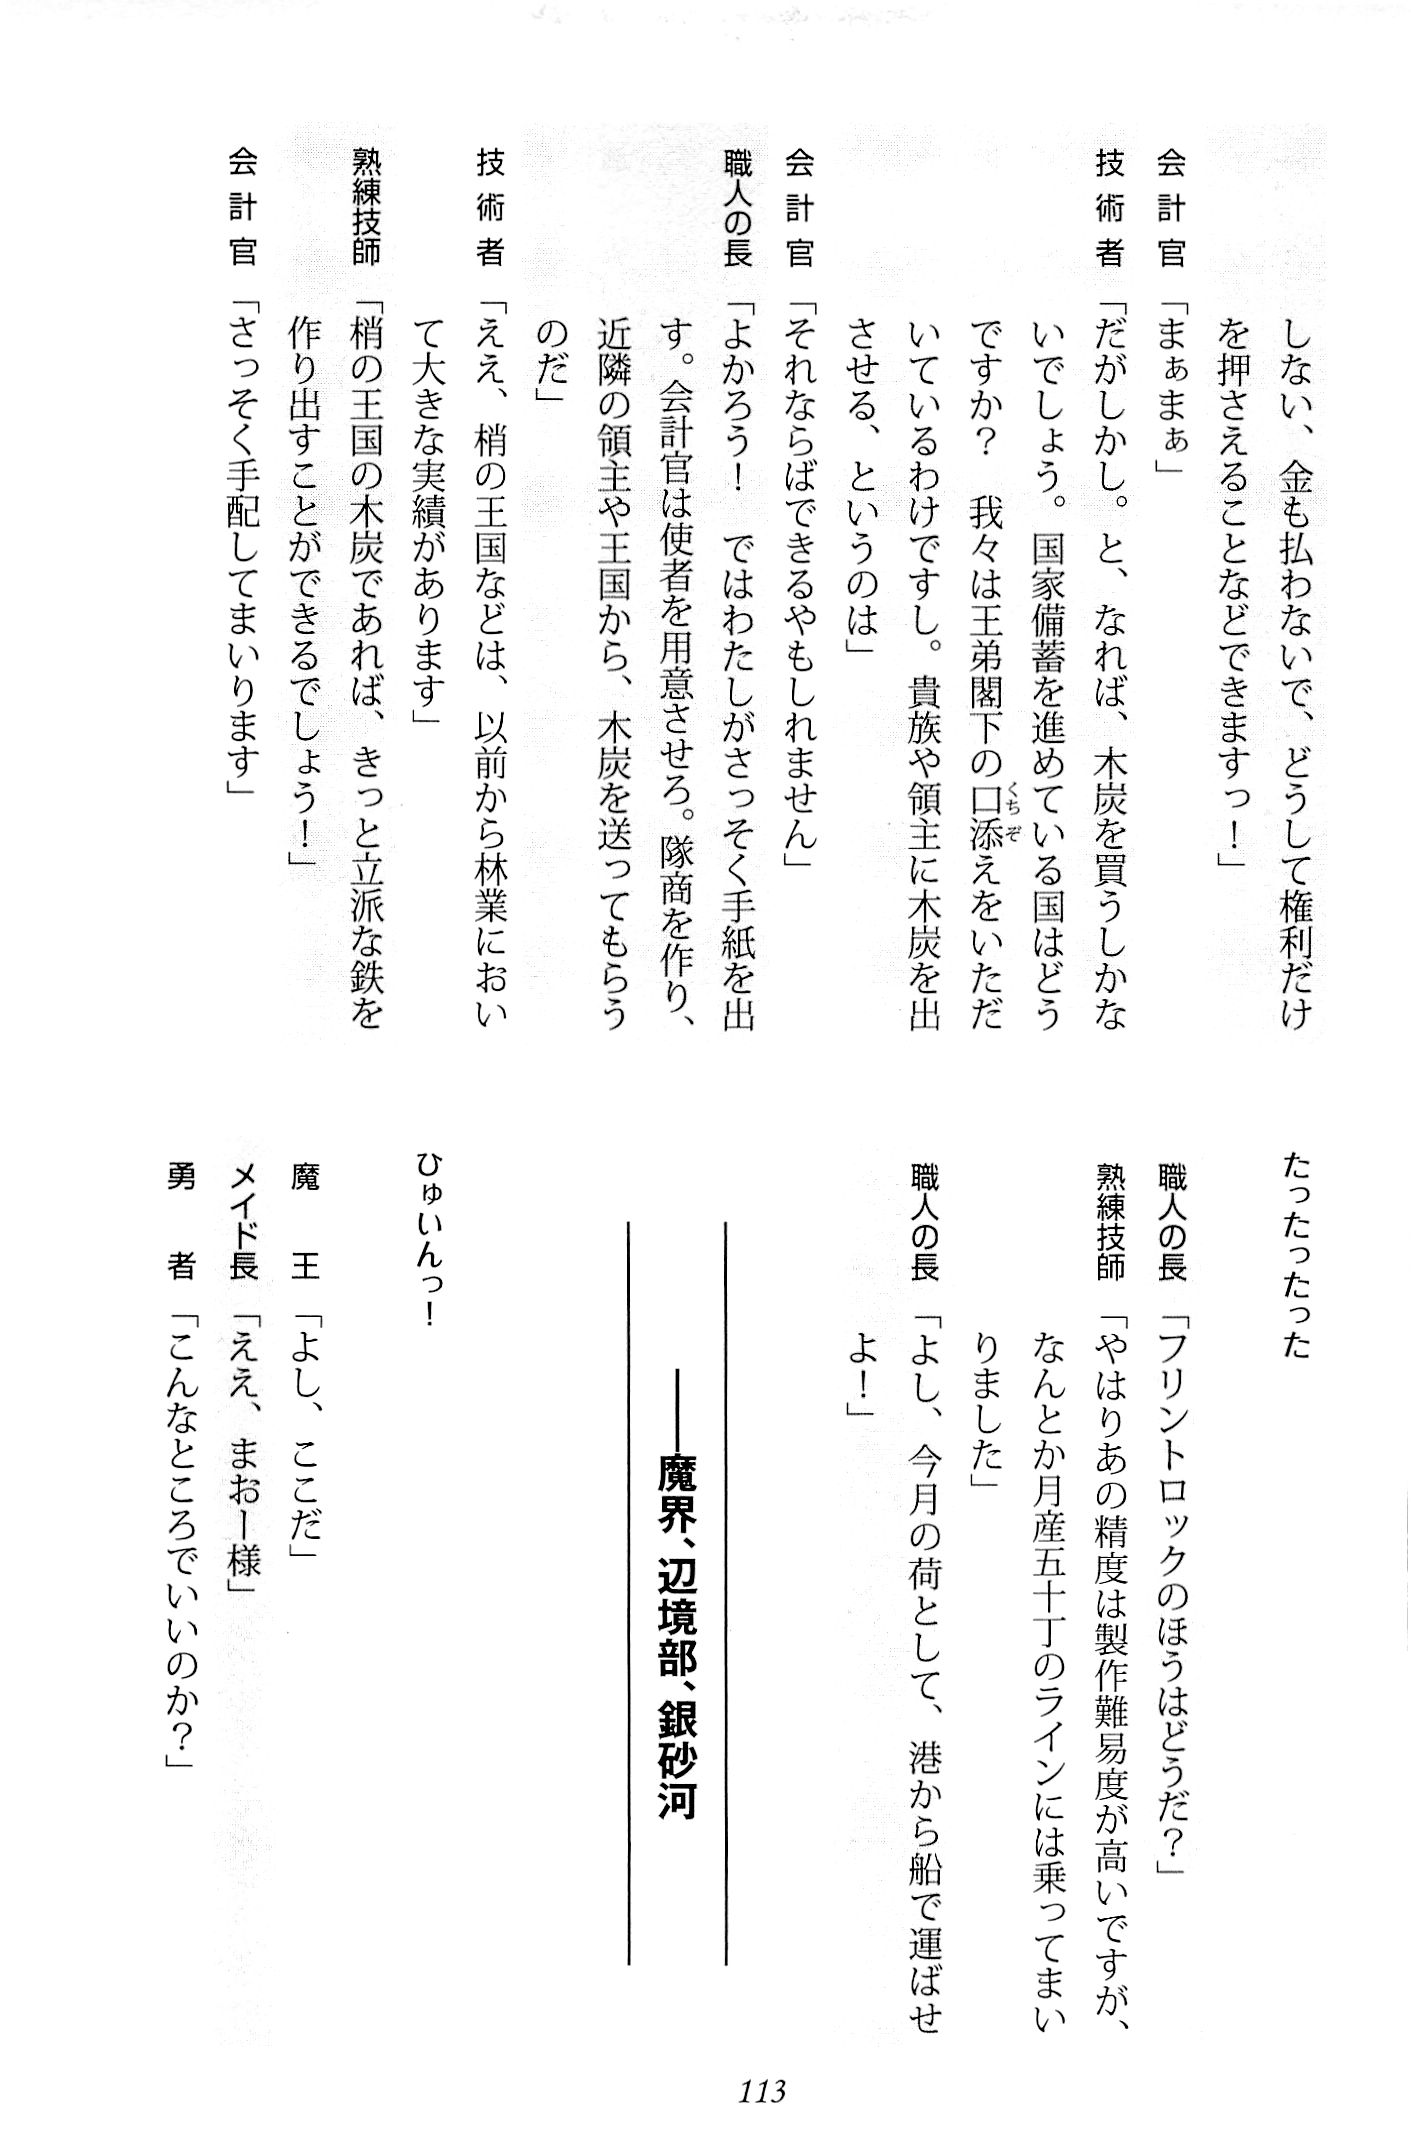 しない、金も払わないで、どうして権利だけ
を押さえることなどできますっ！」
会計官「まぁまぁ」
技術者「だがしかし。と、なれば、木炭を買うしかな
いでしょう。国家備蓄を進めている国はどう
ですか？　我々は王弟閣下の口添えをいただ
いているわけですし。貴族や領主に木炭を出
させる、というのは」
会計官「それならばできるやもしれません」
職人の長「よかろう！　ではわたしがさっそく手紙を出
す。会計官は使者を用意させろ。隊商を作り、
近隣の領主や王国から、木炭を送ってもらう
のだ」
技術者「ええ、梢の王国などは、以前から林業におい
て大きな実績があります」
熟練技師「梢の王国の木炭であれば、きっと立派な鉄を
作り出すことができるでしょう！」
会計官「さっそく手配してまいります」
たったったった
職人の長「フリントロックのほうはどうだ？」
熟練技師「やはりあの精度は製作難易度が高いですが、
なんとか月産五十丁のラインには乗ってまい
りました」
職人の長「よし、今月の荷として、港から船で運ばせ
よ！」
――魔界、辺境部、銀砂河
ひゅいんっ！
魔王「よし、ここだ」
メイド長「ええ、まおー様」
勇者「こんなところでいいのか？」
113